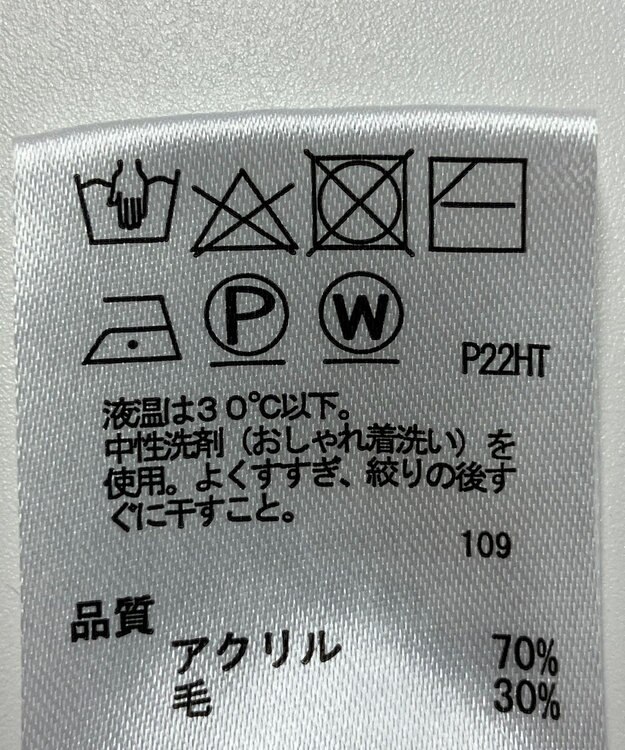 P W P22HT
液温は30℃以下。
中性洗剤（おしゃれ着洗い）を
使用。よくすすぎ、絞りの後す
ぐに干すこと。
109
品質
アクリル 70%
毛 30%